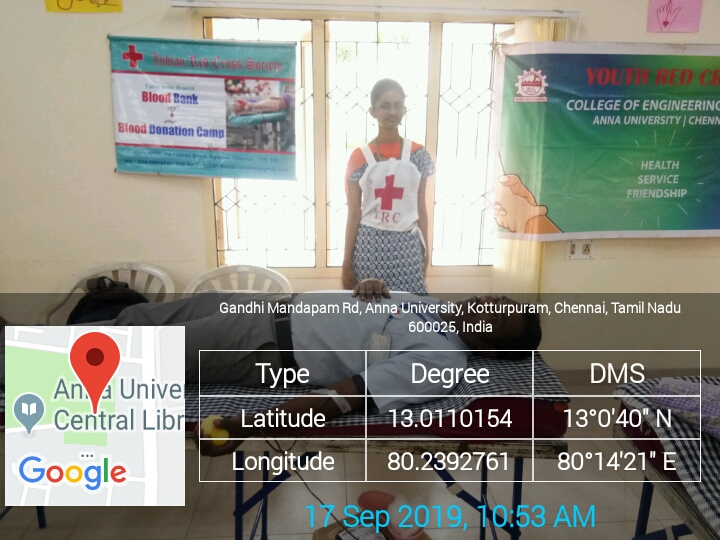 Indian Red Cross Society
Tamil Nadu Branch
Blood Bank
Blood Donation Camp
YOUTH RED
COLLEGE OF ENGINEERING
ANNA UNIVERSITY | CHENN
HEALTH
SERVICE
FRIENDSHIP
YRC
Gandhi Mandapam Rd, Anna University, Kotturpuram, Chennai, Tamil Nadu
600025, India
Type Degree DMS
Latitude 13.0110154 13°0'40" N
Longitude 80.2392761 80°14'21" E
Anna Univer
Central Libr
Google
17 Sep 2019, 10:53 AM